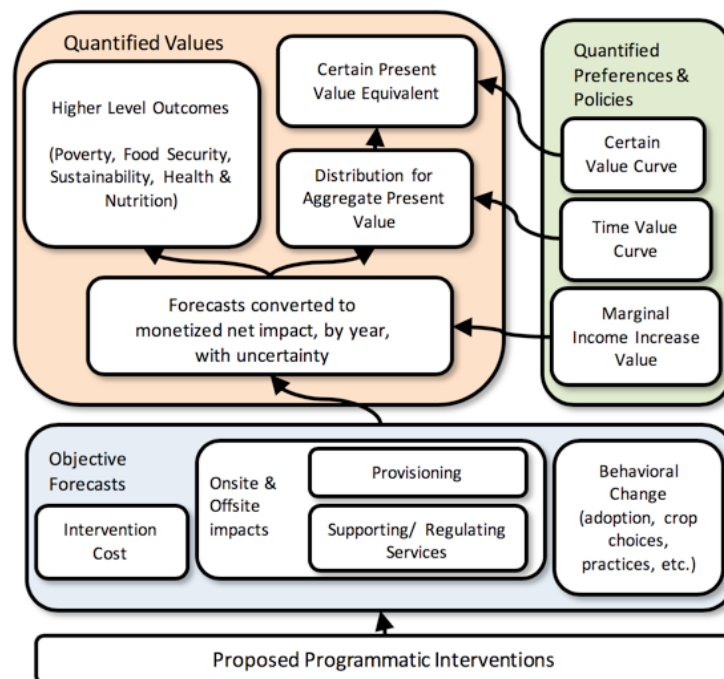 Quantified Values
Higher Level Outcomes
(Poverty, Food Security,
Sustainability, Health &
Nutrition)
Certain Present
Value Equivalent
Distribution for
Aggregate Present
Value
Forecasts converted to
monetized net impact, by year,
with uncertainty
Quantified
Preferences &
Policies
Certain
Value Curve
Time Value
Curve
Marginal
Income Increase
Value
Objective
Forecasts
Intervention
Cost
Onsite &
Offsite
impacts
Provisioning
Supporting/ Regulating
Services
Behavioral
Change
(adoption, crop
choices,
practices, etc.)
Proposed Programmatic Interventions